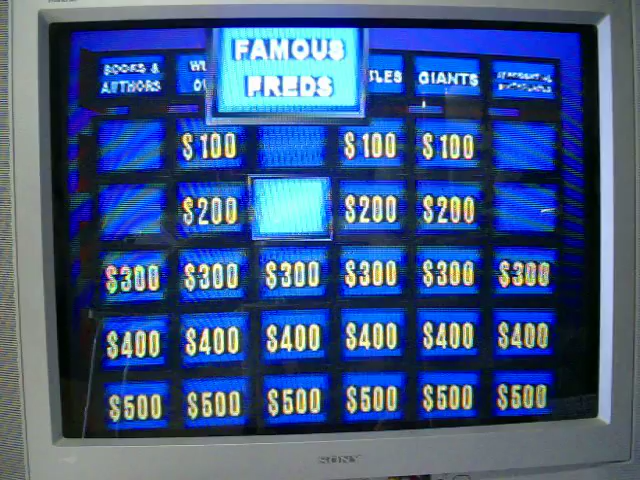 FAMOUS
FREDS
BOOKS &
AUTHORS
GIANTS
$100 $100 $100
$200 $200 $200
$300 $300 $300 $300 $300 $300
$400 $400 $400 $400 $400 $400
$500 $500 $500 $500 $500 $500
SONY